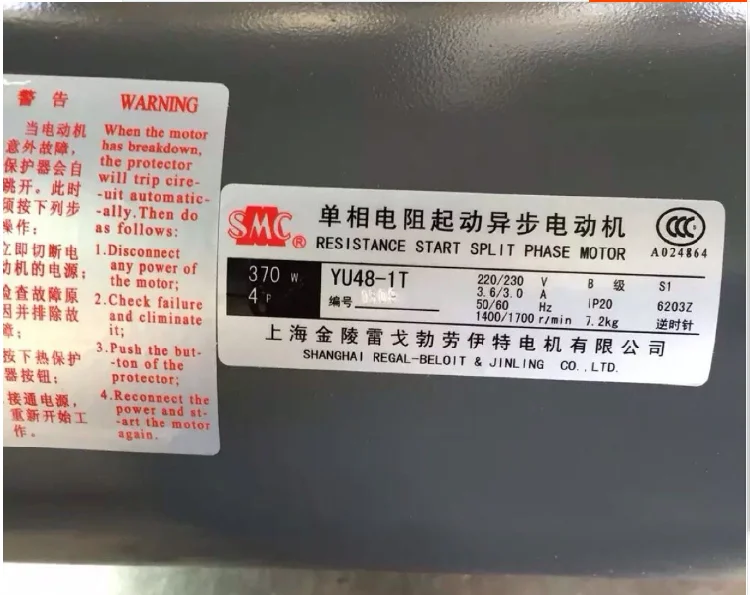 警 告
当电动机
意外故障,
保护器会自
跳开。此时
须按下列步
操作:
立即切断电
动机的电源;
检查故障原
因并排除故
障;
按下热保护
器按钮;
接通电源,
重新开始工
作。
WARNING
When the motor
has breakdown,
the protector
will trip circ-
-uit automatic-
-ally.Then do
as follows:
1.Disconnect
any power of
the motor;
2.Check failure
and climinate
it;
3.Push the but-
-ton of the
protector;
4.Reconnect the
power and st-
-art the motor
again.
SMC®
单相电阻起动异步电动机
RESISTANCE START SPLIT PHASE MOTOR
CCC
A024864
370 W
4 P
YU48-1T
编号
220/230 V
3.6/3.0 A
50/60 Hz
1400/1700 r/min
B 级
IP20
7.2kg
S1
6203Z
逆时针
上海金陵雷戈勃劳伊特电机有限公司
SHANGHAI REGAL-BELOIT & JINLING CO.,LTD.